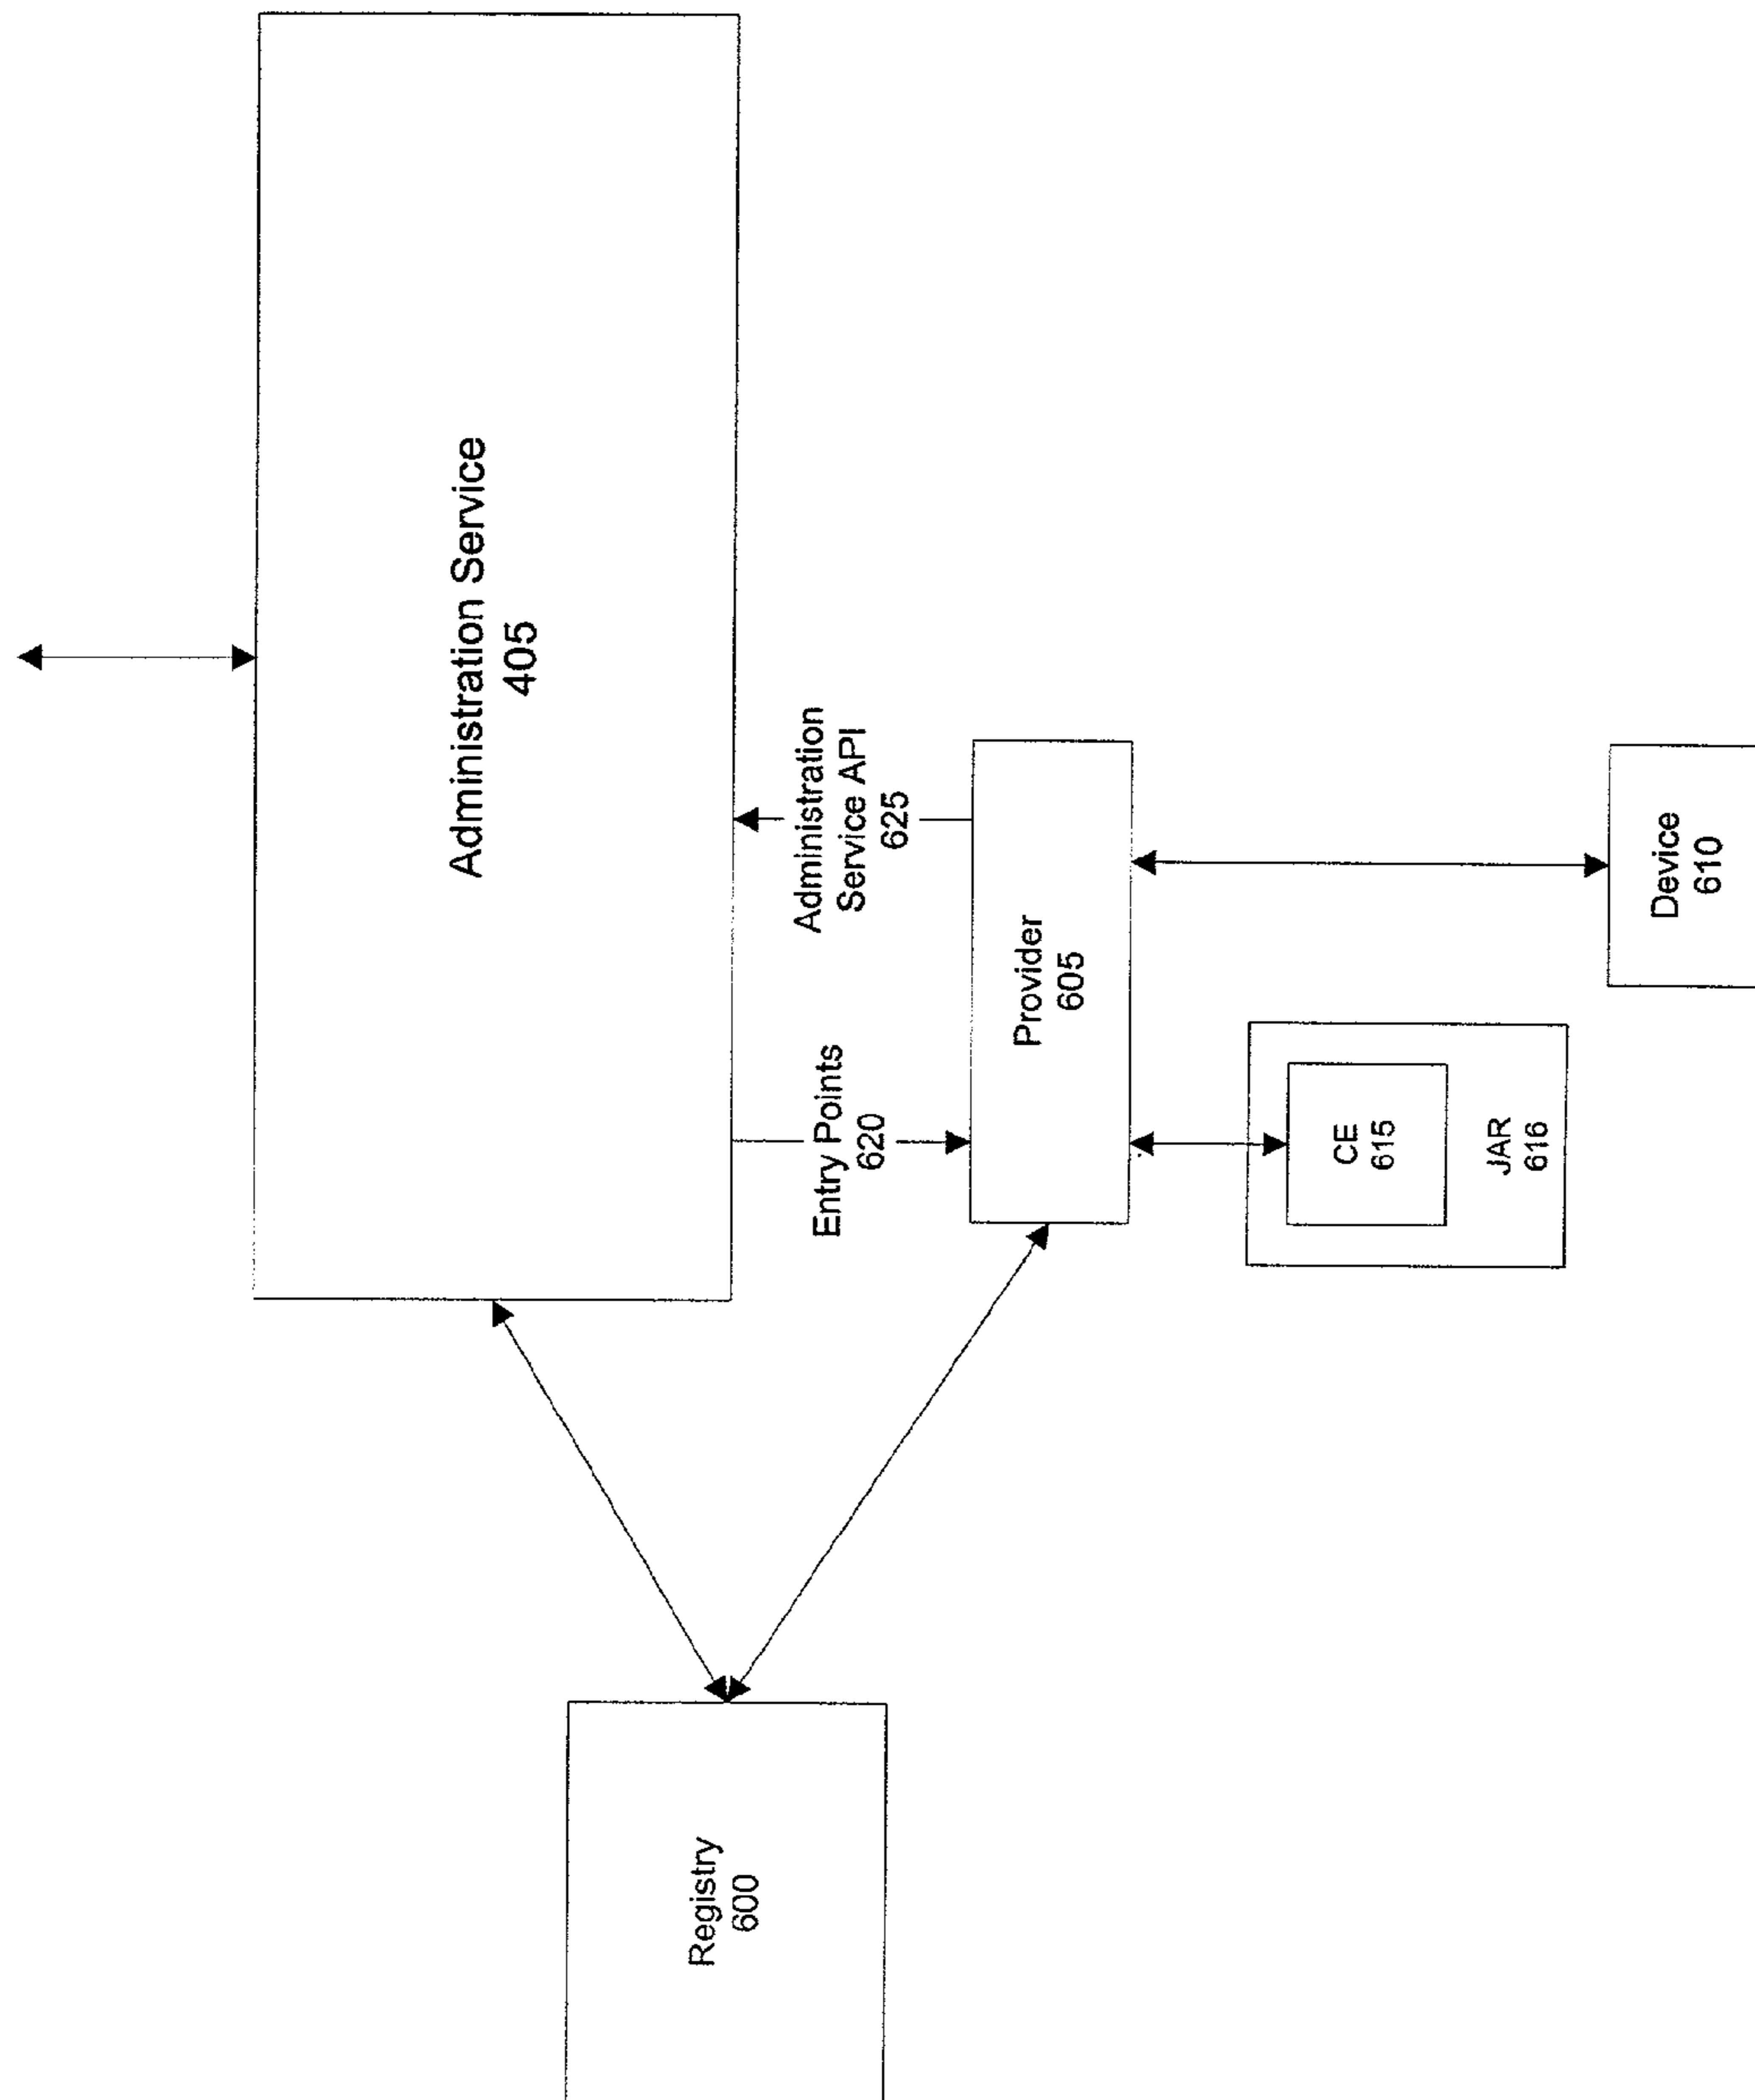 Administration Service
405
Administration
Service API
625
Entry Points
620
Provider
605
Registry
600
CE
615
JAR
616
Device
610